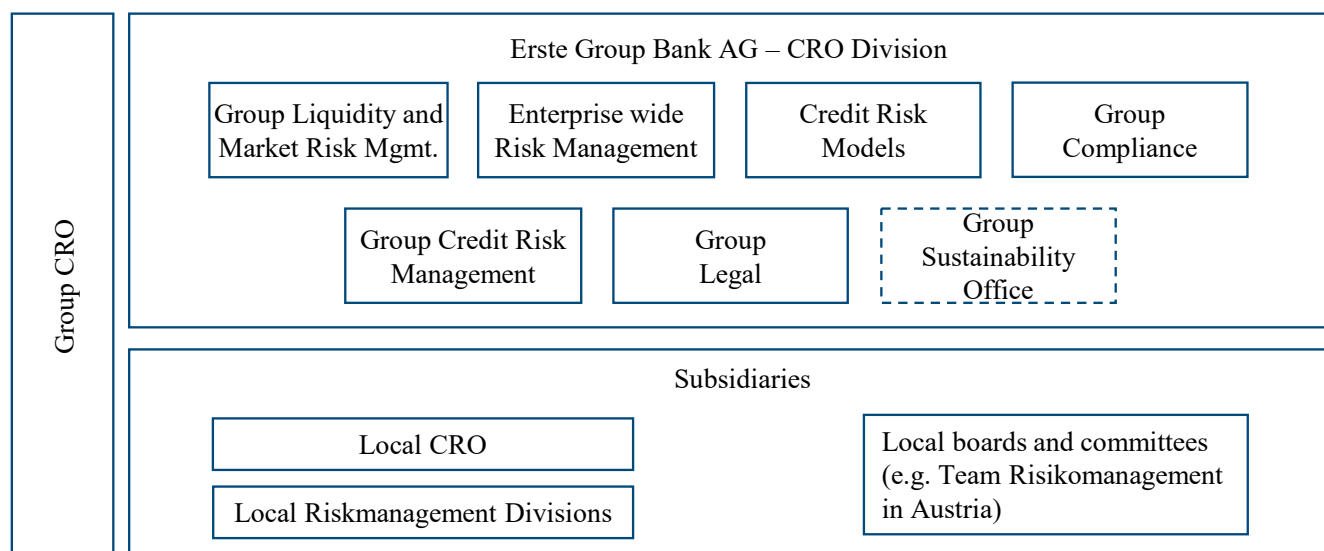 Group CRO
Erste Group Bank AG – CRO Division
Group Liquidity and
Market Risk Mgmt.
Enterprise wide
Risk Management
Credit Risk
Models
Group
Compliance
Group Credit Risk
Management
Group
Legal
Group
Sustainability
Office
Subsidiaries
Local CRO
Local Riskmanagement Divisions
Local boards and committees
(e.g. Team Risikomanagement
in Austria)